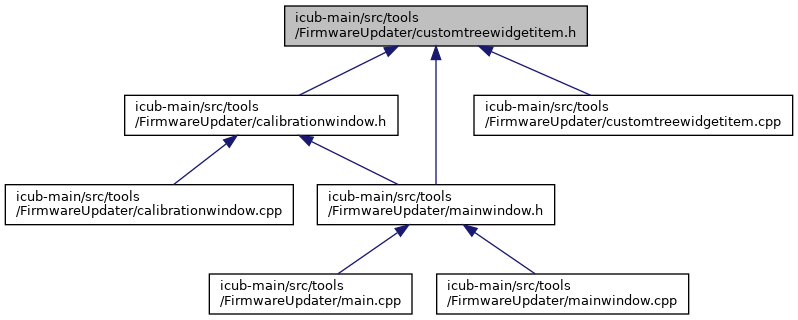 icub-main/src/tools
/FirmwareUpdater/customtreewidgetitem.h
icub-main/src/tools
/FirmwareUpdater/calibrationwindow.h
icub-main/src/tools
/FirmwareUpdater/customtreewidgetitem.cpp
icub-main/src/tools
/FirmwareUpdater/calibrationwindow.cpp
icub-main/src/tools
/FirmwareUpdater/mainwindow.h
icub-main/src/tools
/FirmwareUpdater/main.cpp
icub-main/src/tools
/FirmwareUpdater/mainwindow.cpp